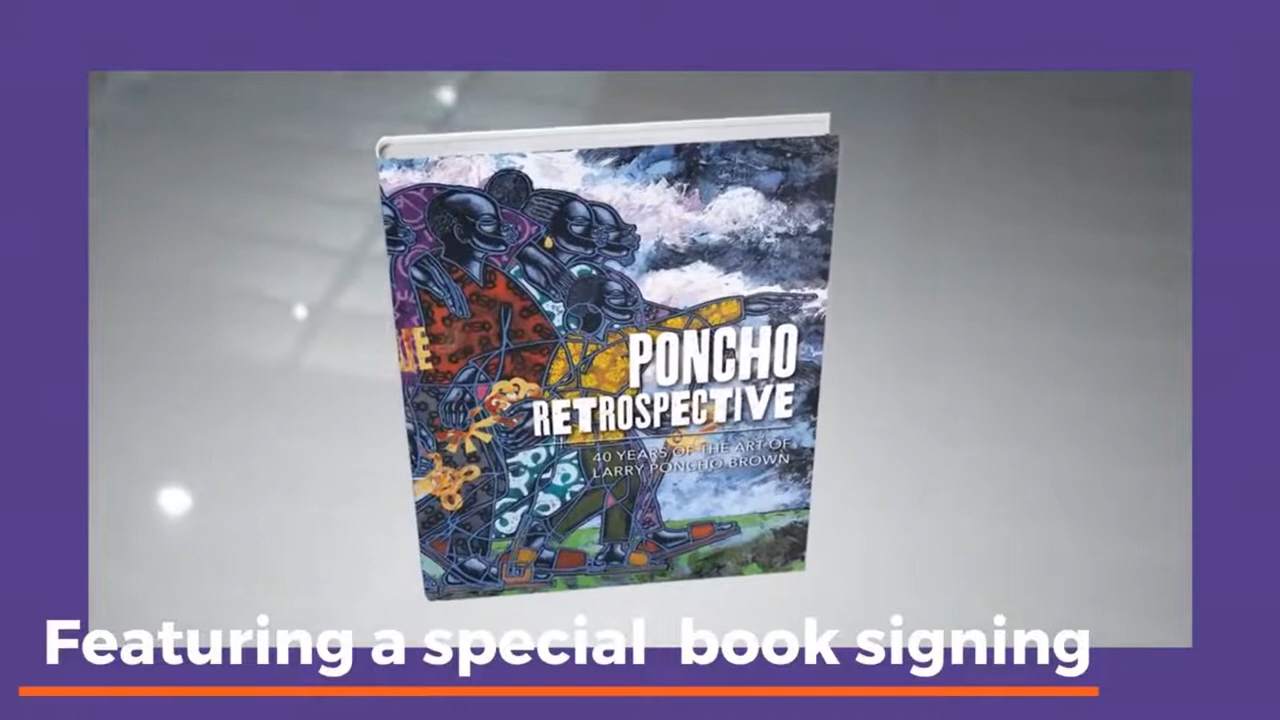 PONCHO
RETROSPECTIVE
40 YEARS OF THE ART OF
LARRY PONCHO BROWN
Featuring a special book signing